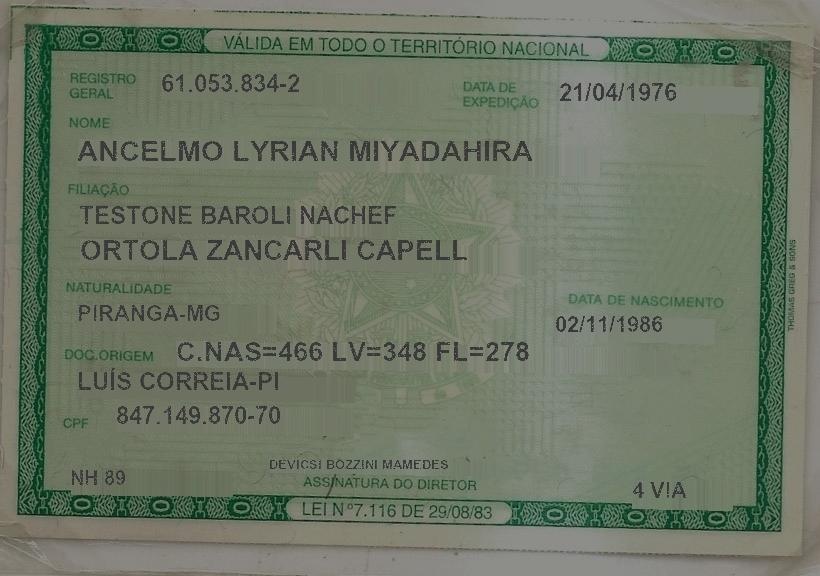 VÁLIDA EM TODO O TERRITÓRIO NACIONAL
REGISTRO GERAL 61.053.834-2 DATA DE EXPEDIÇÃO 21/04/1976
NOME
ANCELMO LYRIAN MIYADAHIRA
FILIAÇÃO
TESTONE BAROLI NACHEF
ORTOLA ZANCARLI CAPELL
NATURALIDADE DATA DE NASCIMENTO
PIRANGA-MG 02/11/1986
DOC.ORIGEM C.NAS=466 LV=348 FL=278
LUÍS CORREIA-PI
CPF 847.149.870-70
DEVICSI BOZZINI MAMEDES
NH 89 ASSINATURA DO DIRETOR 4 VIA
LEI Nº7.116 DE 29/08/83
THOMAS GREG & SONS